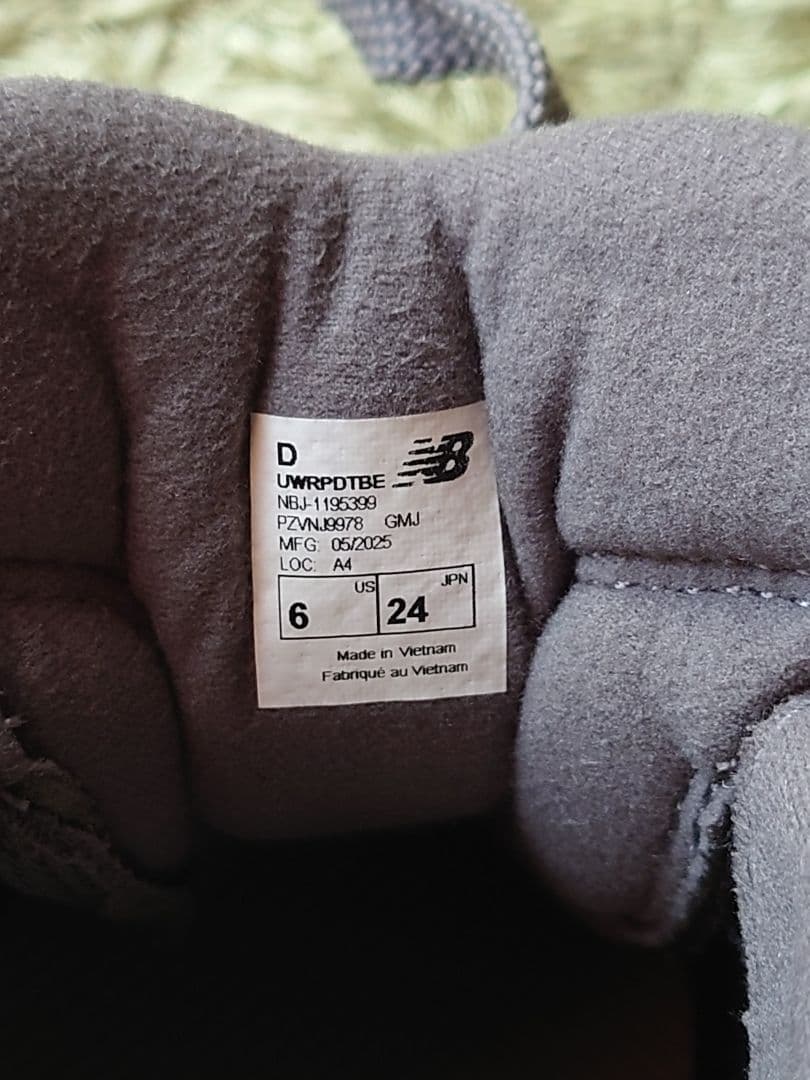 D
UWRPDTBE
NBJ-1195399
PZVNJ9978 GMJ
MFG: 05/2025
LOC: A4
US JPN
6 24
Made in Vietnam
Fabriqué au Vietnam